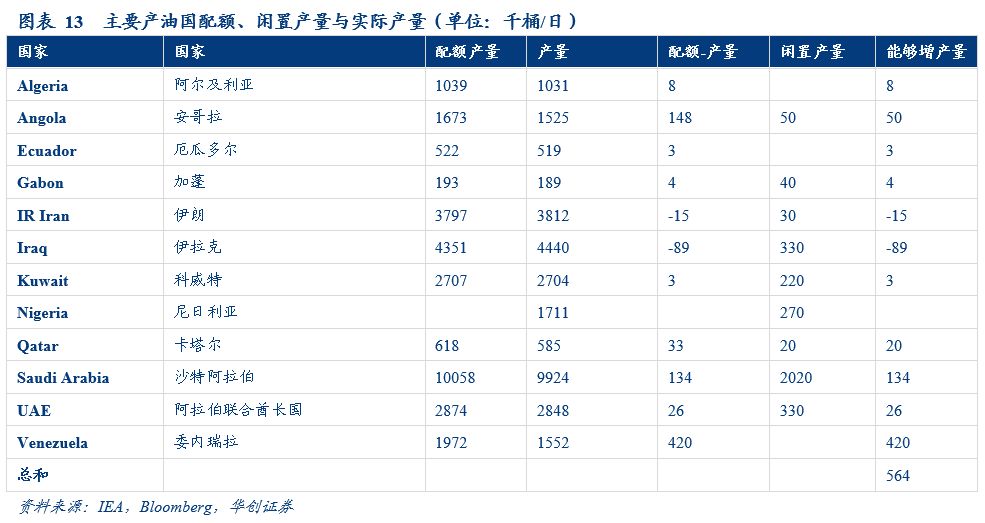 图表 13 主要产油国配额、闲置产量与实际产量（单位：千桶/日）
国家 国家 配额产量 产量 配额-产量 闲置产量 能够增产量
Algeria 阿尔及利亚 1039 1031 8 8
Angola 安哥拉 1673 1525 148 50 50
Ecuador 厄瓜多尔 522 519 3 3
Gabon 加蓬 193 189 4 40 4
IR Iran 伊朗 3797 3812 -15 30 -15
Iraq 伊拉克 4351 4440 -89 330 -89
Kuwait 科威特 2707 2704 3 220 3
Nigeria 尼日利亚 1711 270
Qatar 卡塔尔 618 585 33 20 20
Saudi Arabia 沙特阿拉伯 10058 9924 134 2020 134
UAE 阿拉伯联合酋长国 2874 2848 26 330 26
Venezuela 委内瑞拉 1972 1552 420 420
总和 564
资料来源：IEA，Bloomberg，华创证券